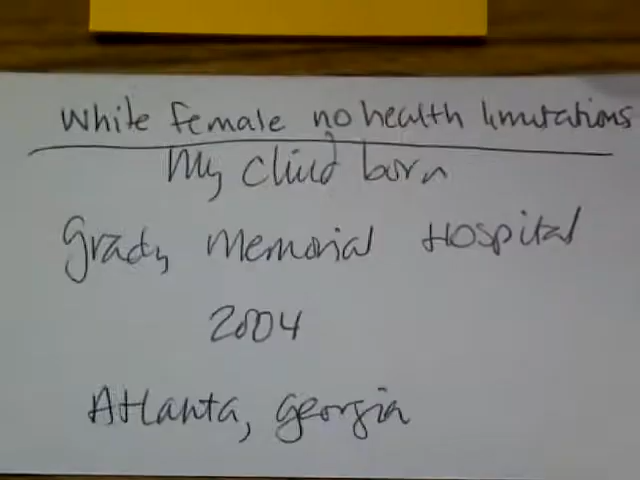 White female no health limitations
My child born
Grady Memorial Hospital
2004
Atlanta, Georgia